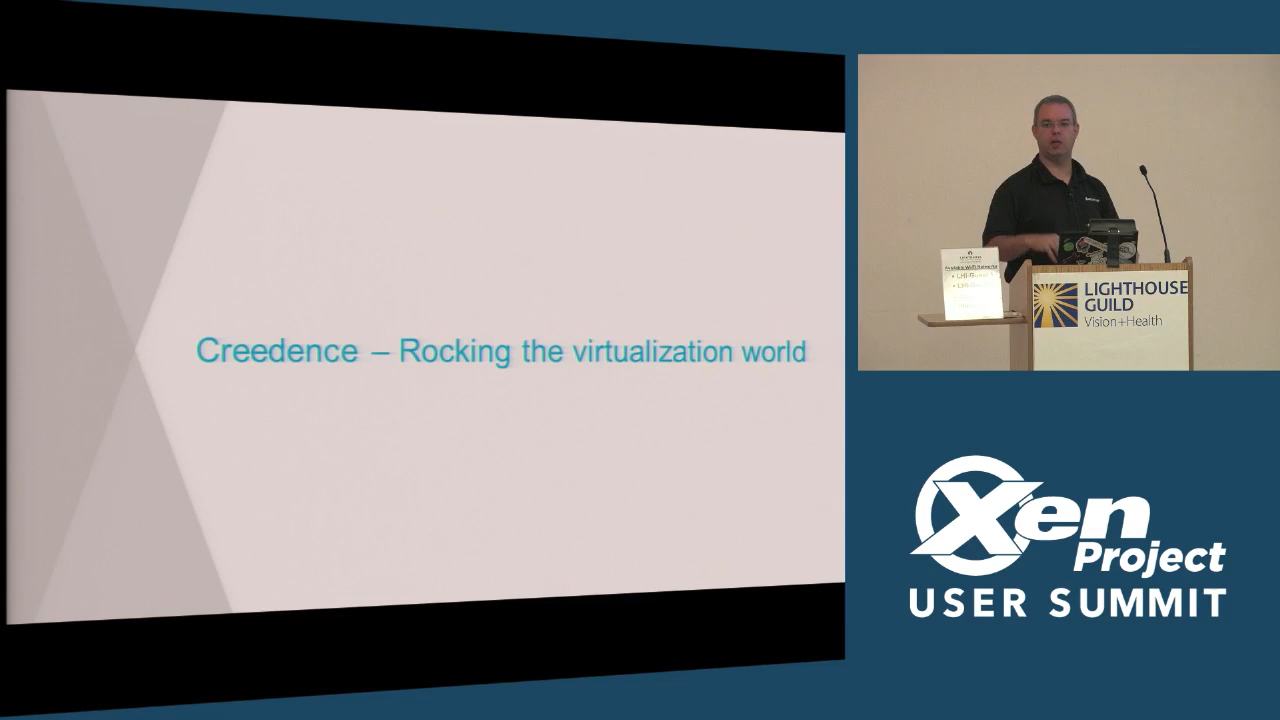 Creedence – Rocking the virtualization world
LIGHTHOUSE
GUILD
Vision+Health
Xen
Project
USER SUMMIT